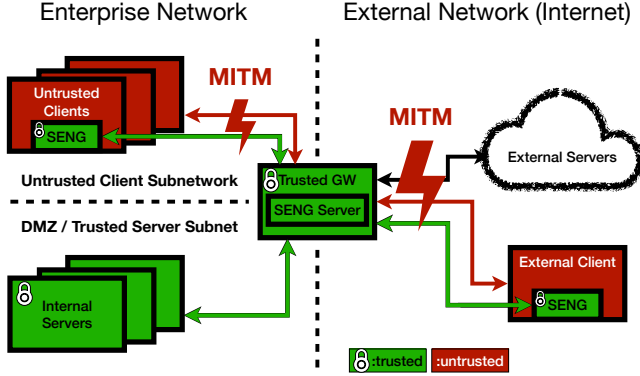 Enterprise Network
External Network (Internet)
MITM
Untrusted
Clients
SENG
MITM
External Servers
Trusted GW
SENG Server
Untrusted Client Subnetwork
DMZ / Trusted Server Subnet
Internal
Servers
External Client
SENG
:trusted
:untrusted